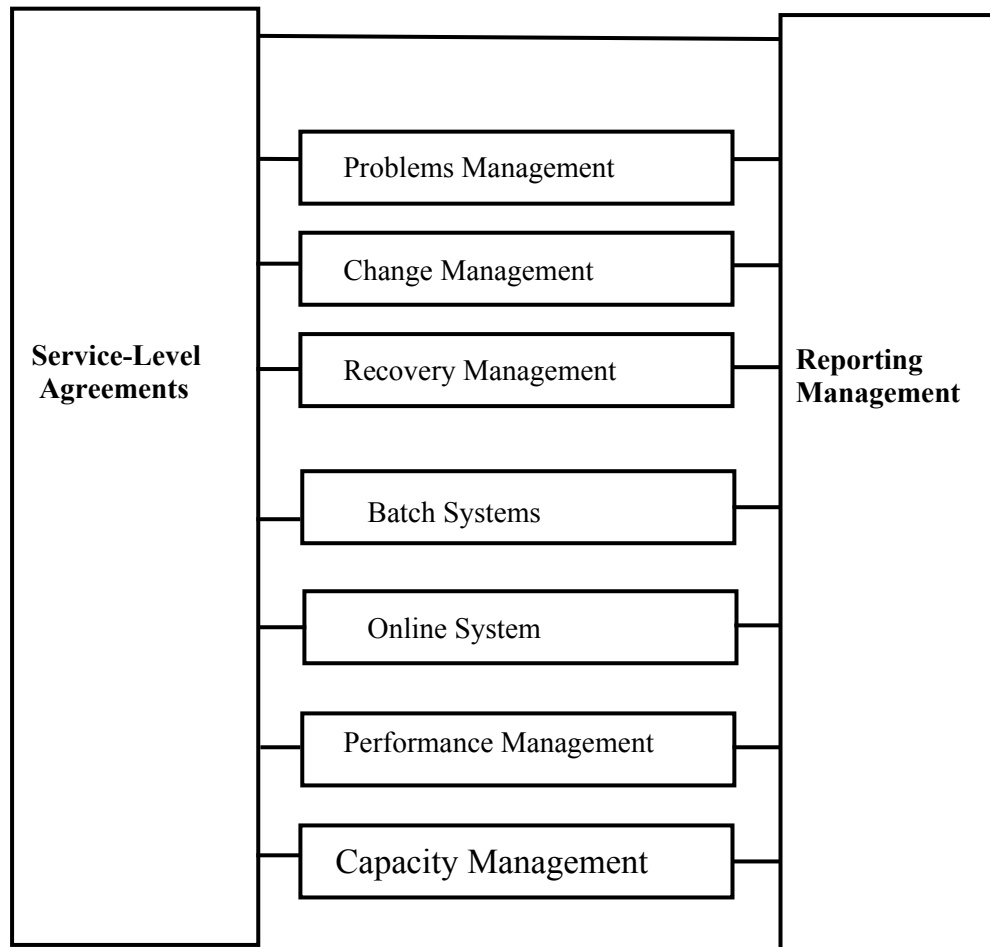 Problems Management
Change Management
Service-Level
Agreements
Recovery Management
Reporting
Management
Batch Systems
Online System
Performance Management
Capacity Management